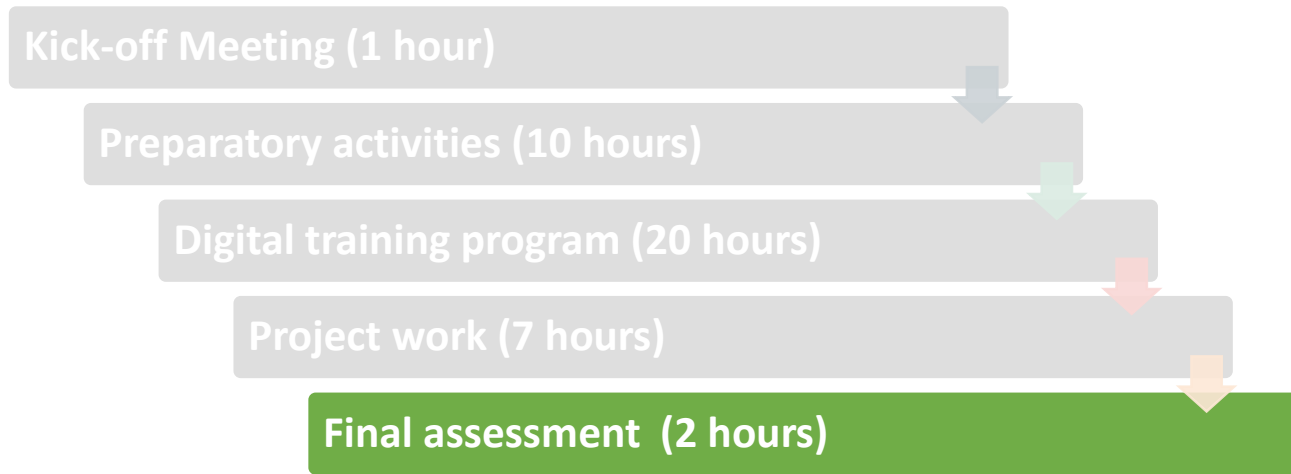 Kick-off Meeting (1 hour)
Preparatory activities (10 hours)
Digital training program (20 hours)
Project work (7 hours)
Final assessment (2 hours)